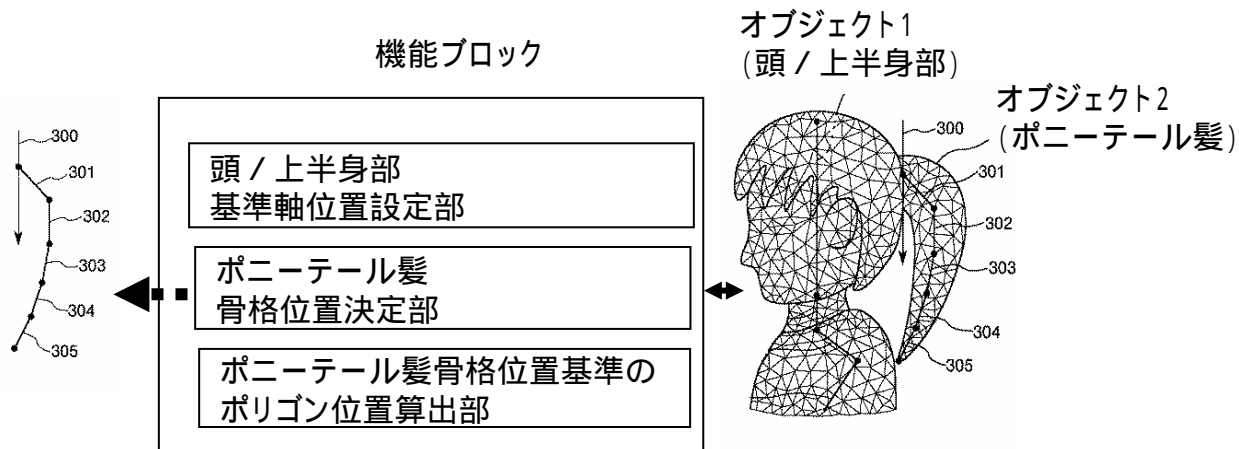 機能ブロック
オブジェクト1
(頭/上半身部)
オブジェクト2
(ポニーテール髪)
300
301
302
303
304
305
頭/上半身部
基準軸位置設定部
ポニーテール髪
骨格位置決定部
ポニーテール髪骨格位置基準の
ポリゴン位置算出部
300
301
302
303
304
305